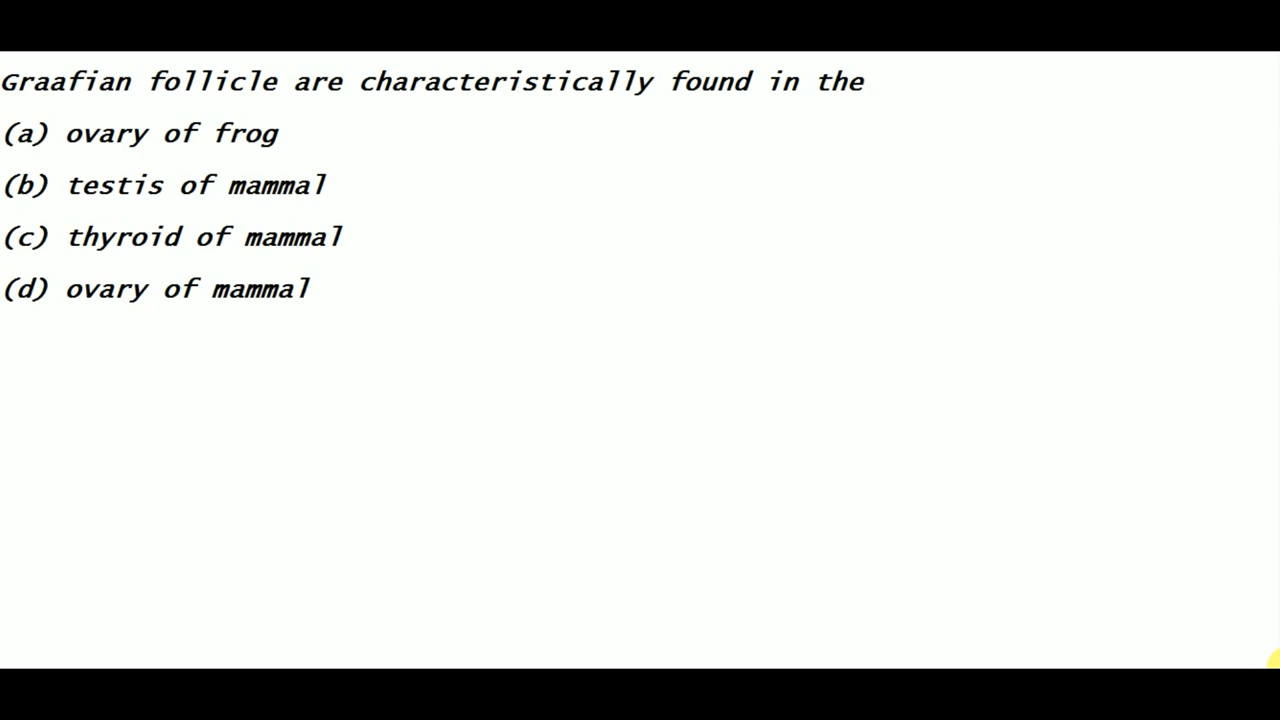 Graafian follicle are characteristically found in the
(a) ovary of frog
(b) testis of mammal
(c) thyroid of mammal
(d) ovary of mammal